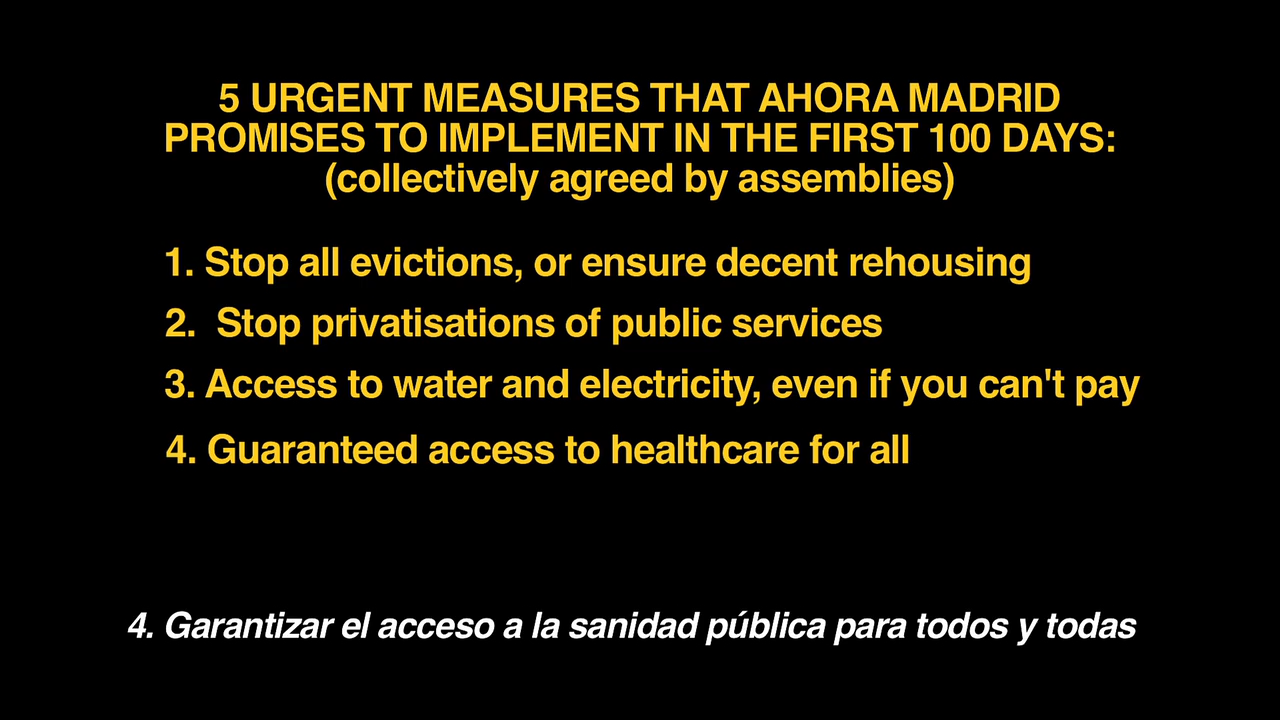 5 URGENT MEASURES THAT AHORA MADRID
PROMISES TO IMPLEMENT IN THE FIRST 100 DAYS:
(collectively agreed by assemblies)
1. Stop all evictions, or ensure decent rehousing
2. Stop privatisations of public services
3. Access to water and electricity, even if you can't pay
4. Guaranteed access to healthcare for all
4. Garantizar el acceso a la sanidad pública para todos y todas